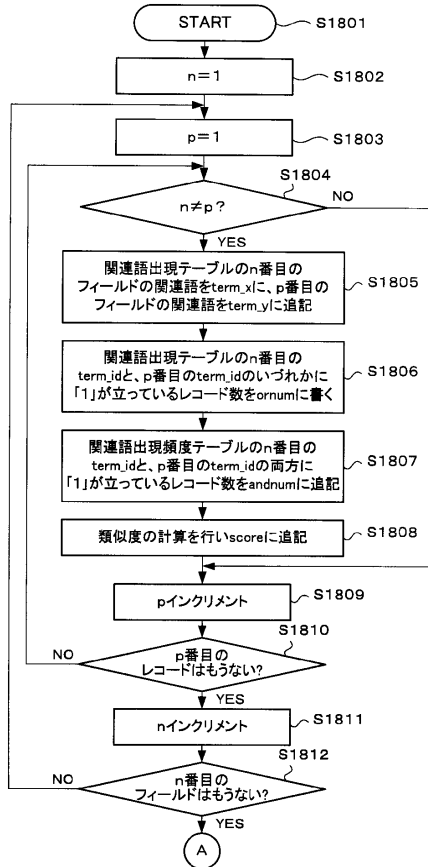 START
S1801
n=1
S1802
p=1
S1803
S1804
n≠p?
NO
YES
関連語出現テーブルのn番目の
フィールドの関連語をterm_xに、p番目の
フィールドの関連語をterm_yに追記
S1805
関連語出現テーブルのn番目の
term_idと、p番目のterm_idのいづれかに
「1」が立っているレコード数をornumに書く
S1806
関連語出現頻度テーブルのn番目の
term_idと、p番目のterm_idの両方に
「1」が立っているレコード数をandnumに追記
S1807
類似度の計算を行いscoreに追記
S1808
pインクリメント
S1809
S1810
p番目の
レコードはもうない?
NO
YES
nインクリメント
S1811
S1812
n番目の
フィールドはもうない?
NO
YES
A